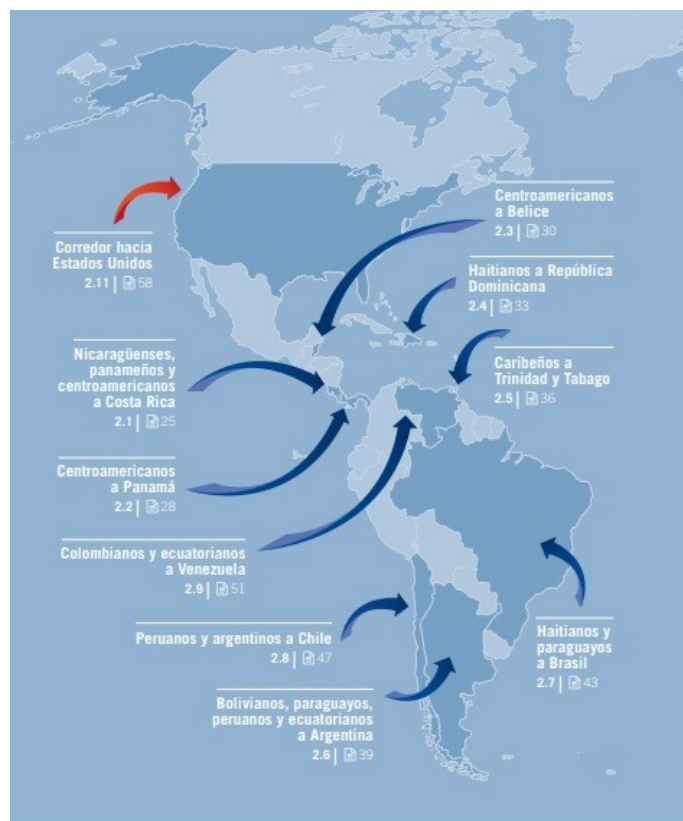 Centroamericanos
a Belice
2.3 | 30
Corredor hacia
Estados Unidos
2.11 | 58
Haitianos a República
Dominicana
2.4 | 33
Nicaragüenses,
panameños y
centroamericanos
a Costa Rica
2.1 | 25
Caribeños a
Trinidad y Tabago
2.5 | 36
Centroamericanos
a Panamá
2.2 | 28
Colombianos y ecuatorianos
a Venezuela
2.9 | 51
Peruanos y argentinos a Chile
2.8 | 47
Haitianos y
paraguayos
a Brasil
2.7 | 43
Bolivianos, paraguayos,
peruanos y ecuatorianos
a Argentina
2.6 | 39